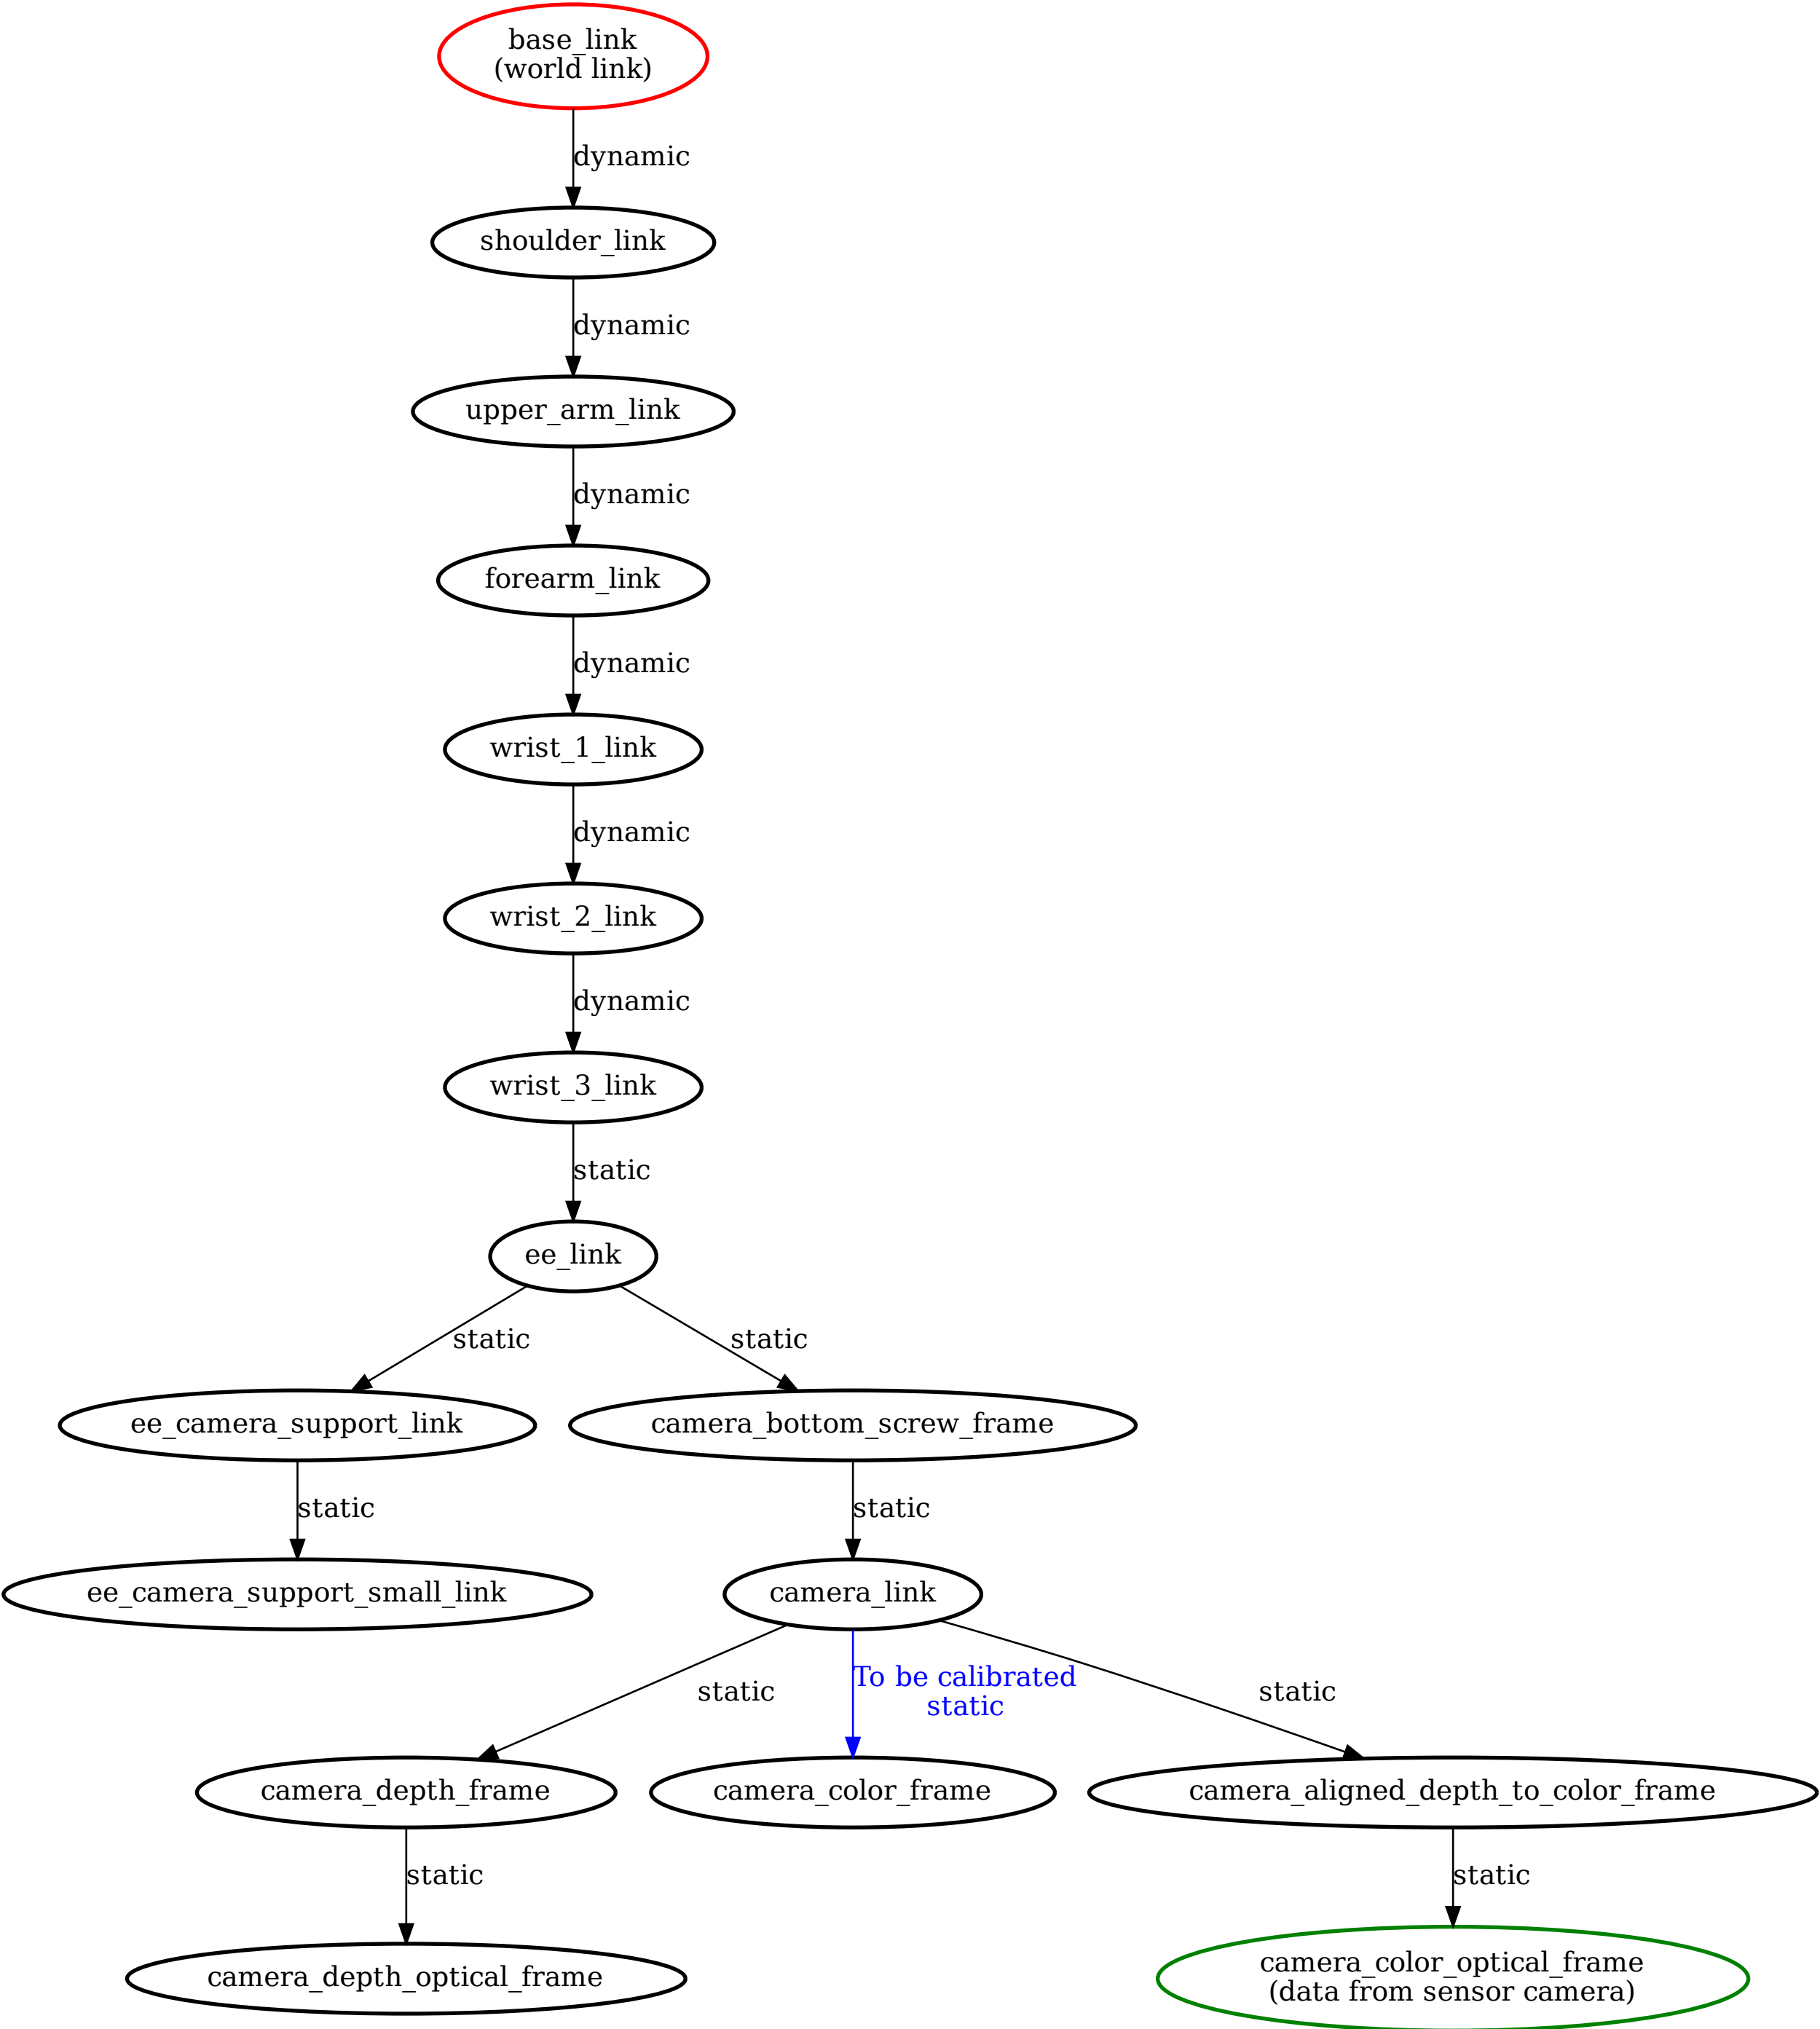 base_link
(world link)
dynamic
shoulder_link
dynamic
upper_arm_link
dynamic
forearm_link
dynamic
wrist_1_link
dynamic
wrist_2_link
dynamic
wrist_3_link
static
ee_link
static
static
ee_camera_support_link
camera_bottom_screw_frame
static
static
ee_camera_support_small_link
camera_link
static
To be calibrated
static
static
camera_depth_frame
camera_color_frame
camera_aligned_depth_to_color_frame
static
static
camera_depth_optical_frame
camera_color_optical_frame
(data from sensor camera)